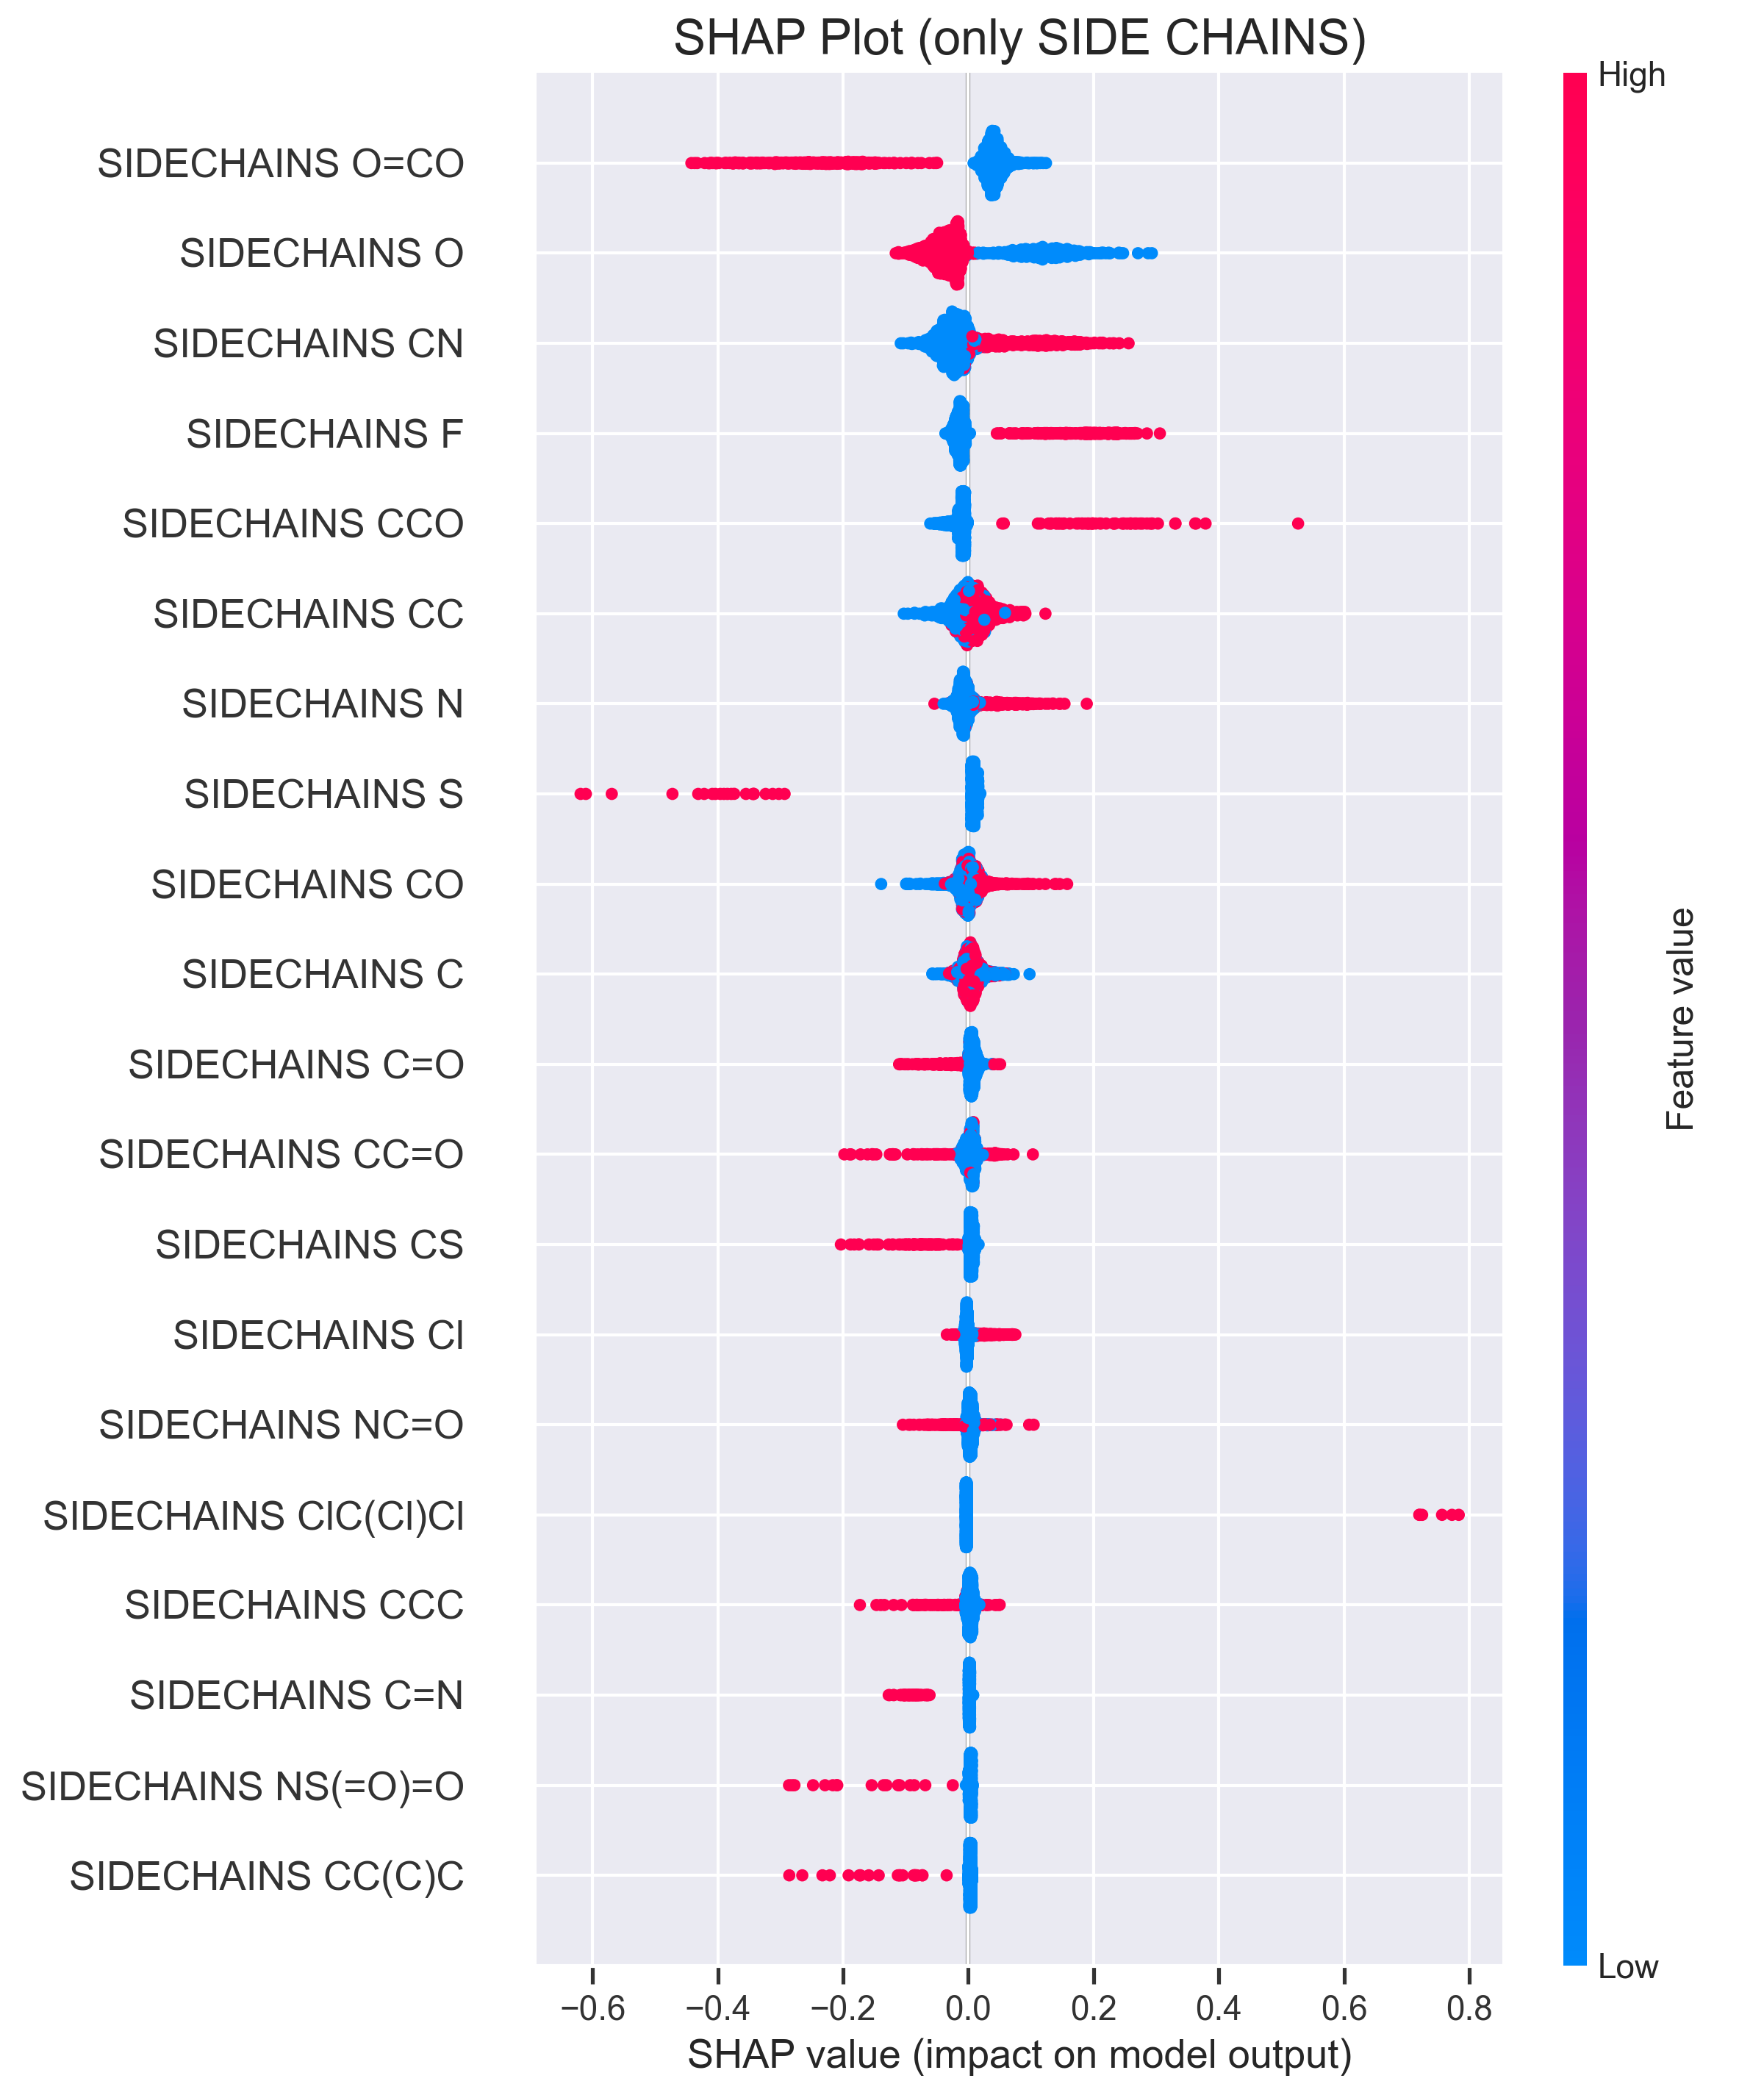 SHAP Plot (only SIDE CHAINS)
High
SIDECHAINS O=CO
SIDECHAINS O
SIDECHAINS CN
SIDECHAINS F
SIDECHAINS CCO
SIDECHAINS CC
SIDECHAINS N
SIDECHAINS S
SIDECHAINS CO
SIDECHAINS C
SIDECHAINS C=O
SIDECHAINS CC=O
SIDECHAINS CS
SIDECHAINS Cl
SIDECHAINS NC=O
SIDECHAINS ClC(Cl)Cl
SIDECHAINS CCC
SIDECHAINS C=N
SIDECHAINS NS(=O)=O
SIDECHAINS CC(C)C
Feature value
Low
−0.6 −0.4 −0.2 0.0 0.2 0.4 0.6 0.8
SHAP value (impact on model output)